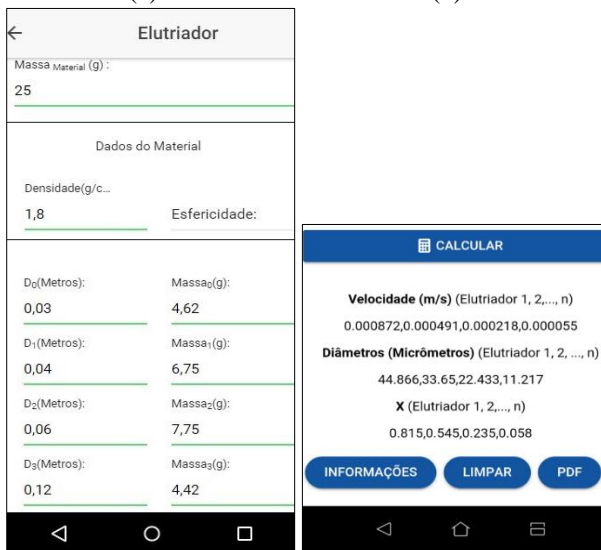 Elutriador
Massa Material (g) :
25
Dados do Material
Densidade(g/c...
1,8
Esfericidade:
D0(Metros):
Massa0(g):
0,03
4,62
D1(Metros):
Massa1(g):
0,04
6,75
D2(Metros):
Massa2(g):
0,06
7,75
D3(Metros):
Massa3(g):
0,12
4,42
CALCULAR
Velocidade (m/s) (Elutriador 1, 2,..., n)
0.000872,0.000491,0.000218,0.000055
Diâmetros (Micrômetros) (Elutriador 1, 2, ..., n)
44.866,33.65,22.433,11.217
X (Elutriador 1, 2,..., n)
0.815,0.545,0.235,0.058
INFORMAÇÕES
LIMPAR
PDF